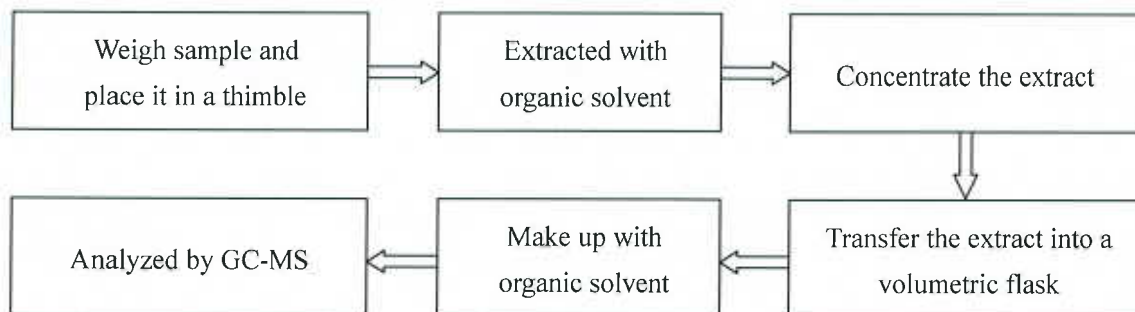 Weigh sample and
place it in a thimble
Extracted with
organic solvent
Concentrate the extract
Transfer the extract into a
volumetric flask
Make up with
organic solvent
Analyzed by GC-MS